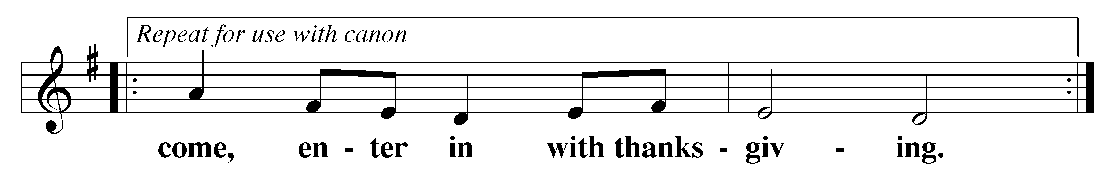 Repeat for use with canon
come, en - ter in with thanks - giv - ing.